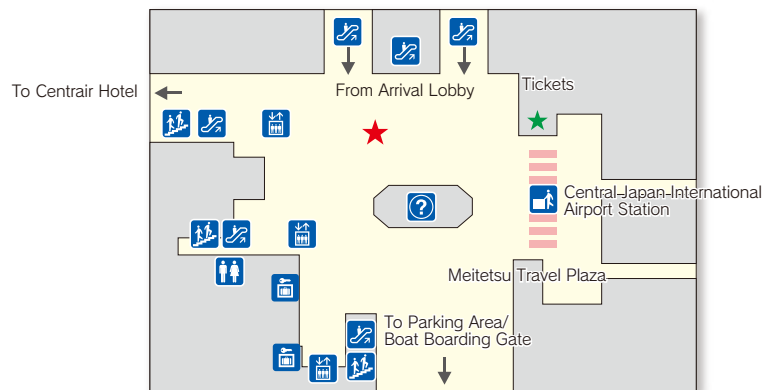 To Centrair Hotel
From Arrival Lobby
Tickets
?
Central Japan International
Airport Station
Meitetsu Travel Plaza
To Parking Area/
Boat Boarding Gate